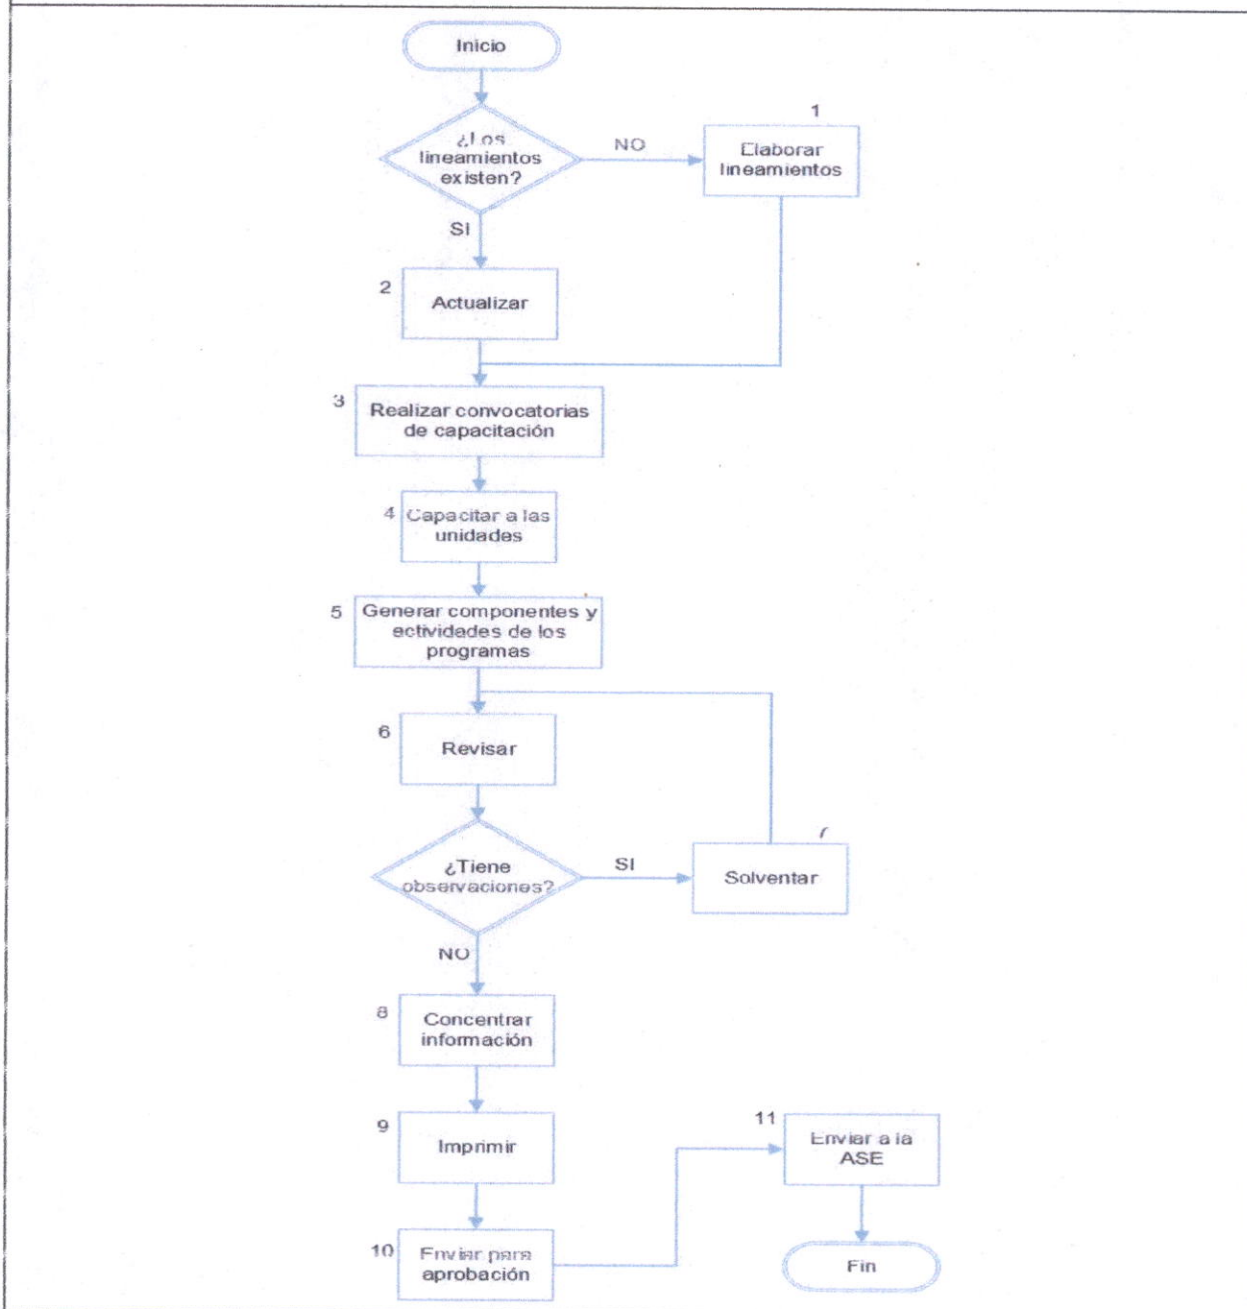 Inicio
¿Los
lineamientos
existen?
NO
1
Elaborar
lineamientos
SI
2
Actualizar
3
Realizar convocatorias
de capacitación
4
Capacitar a las
unidades
5
Generar componentes y
actividades de los
programas
6
Revisar
¿Tiene
observaciones?
SI
7
Solventar
NO
8
Concentrar
información
9
Imprimir
10
Enviar para
aprobación
11
Enviar a la
ASE
Fin